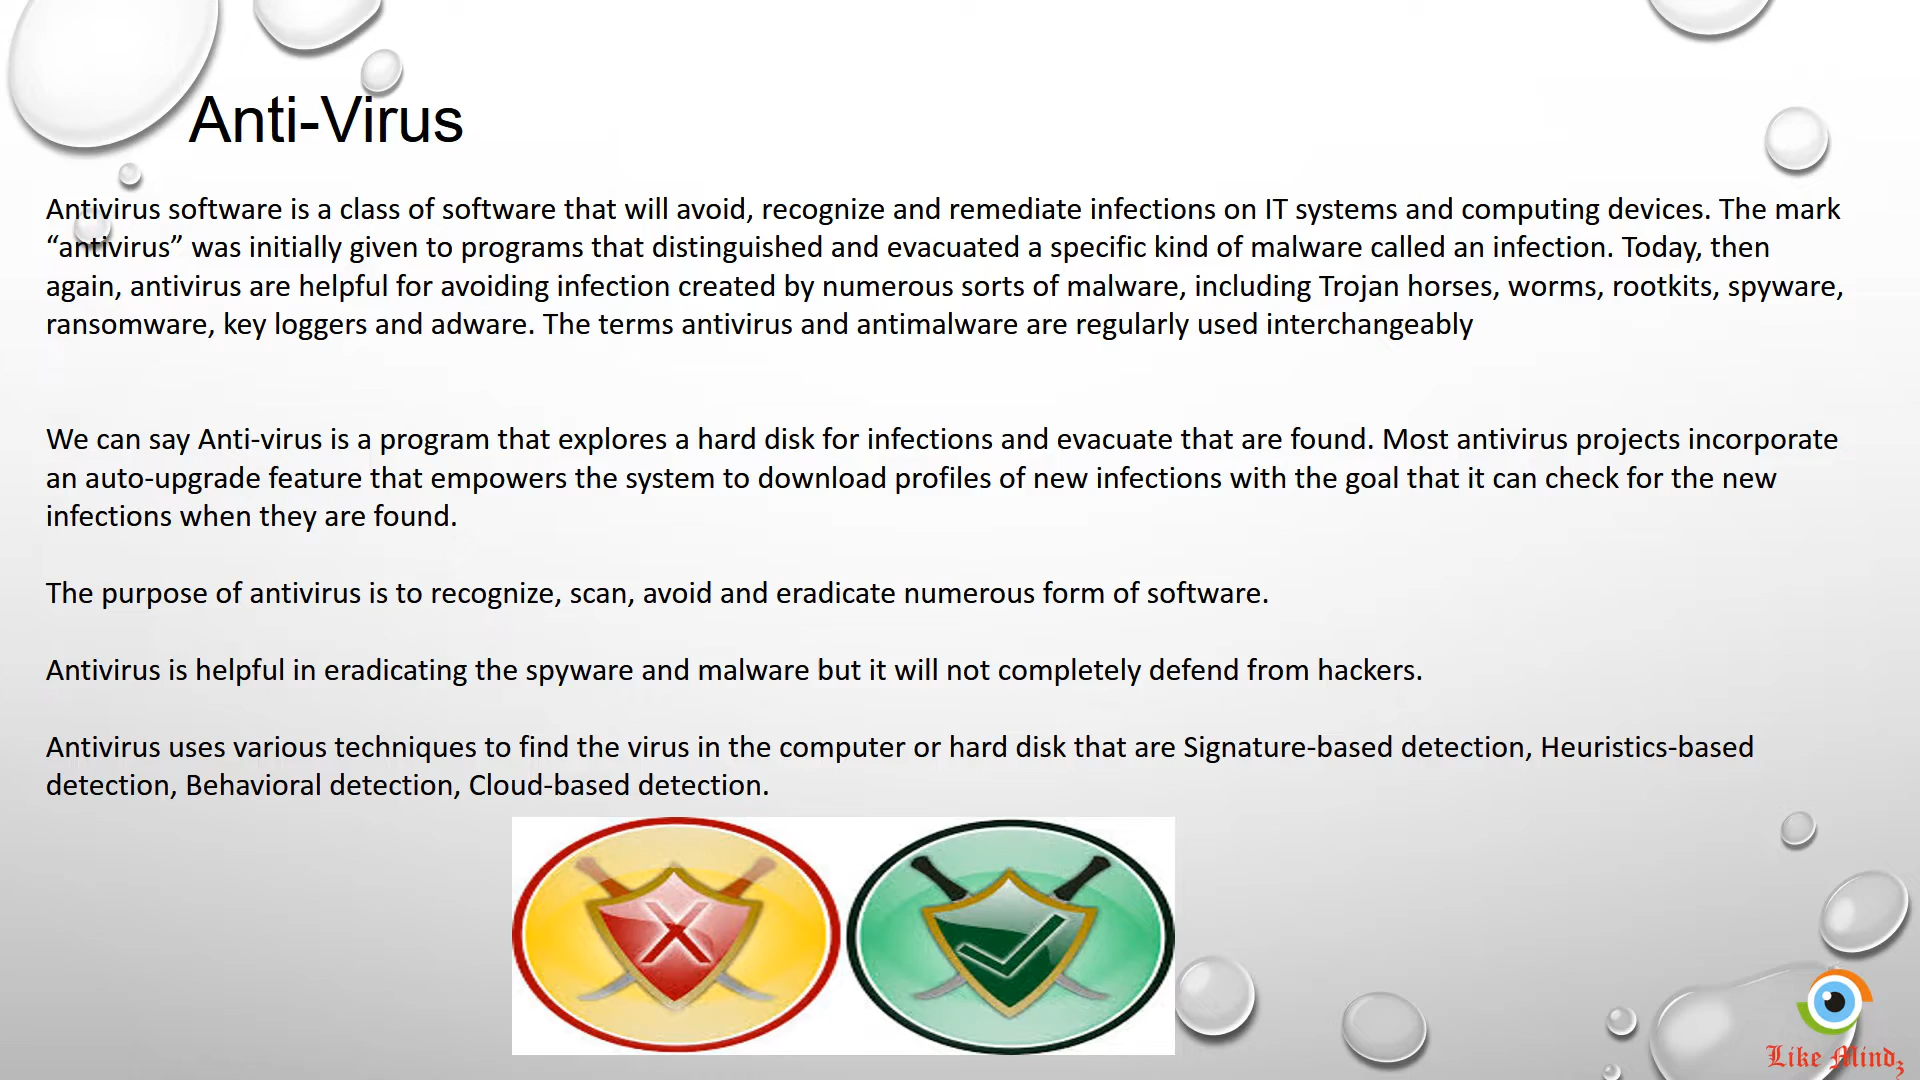 Anti-Virus
Antivirus software is a class of software that will avoid, recognize and remediate infections on IT systems and computing devices. The mark
“antivirus” was initially given to programs that distinguished and evacuated a specific kind of malware called an infection. Today, then
again, antivirus are helpful for avoiding infection created by numerous sorts of malware, including Trojan horses, worms, rootkits, spyware,
ransomware, key loggers and adware. The terms antivirus and antimalware are regularly used interchangeably
We can say Anti-virus is a program that explores a hard disk for infections and evacuate that are found. Most antivirus projects incorporate
an auto-upgrade feature that empowers the system to download profiles of new infections with the goal that it can check for the new
infections when they are found.
The purpose of antivirus is to recognize, scan, avoid and eradicate numerous form of software.
Antivirus is helpful in eradicating the spyware and malware but it will not completely defend from hackers.
Antivirus uses various techniques to find the virus in the computer or hard disk that are Signature-based detection, Heuristics-based
detection, Behavioral detection, Cloud-based detection.
Like Mindz